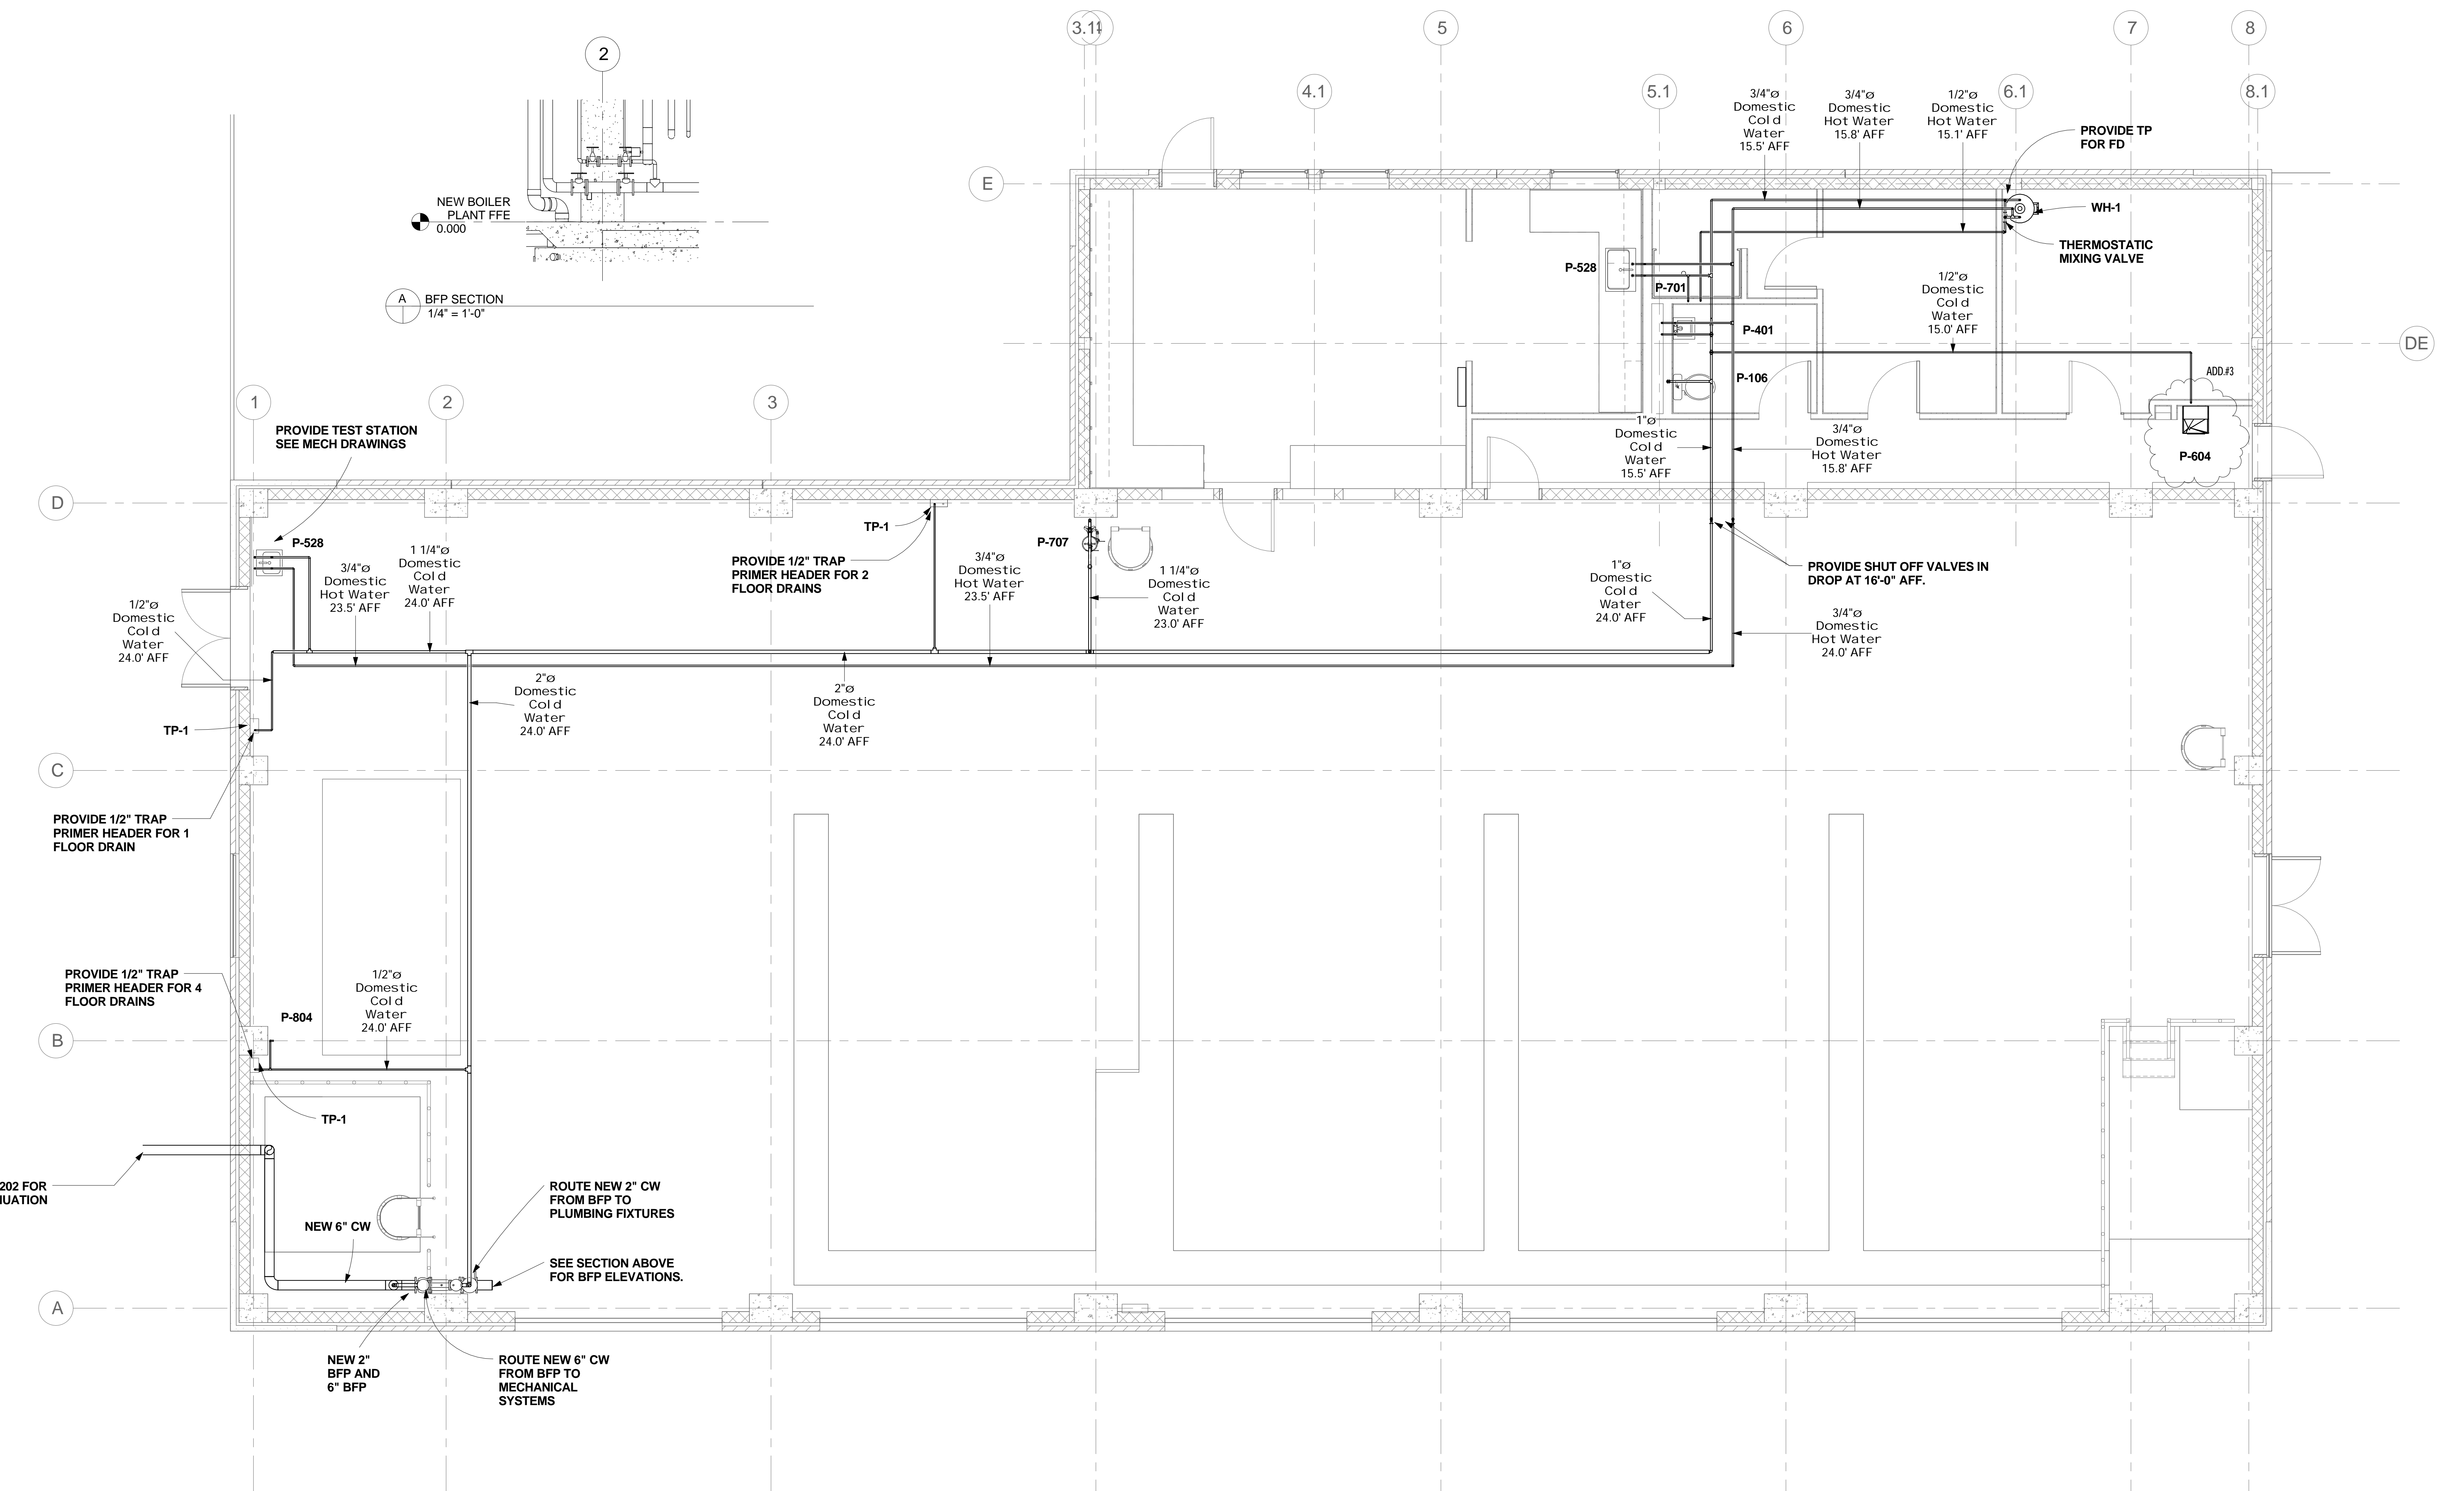 2
NEW BOILER
PLANT FFE
0.000
A
BFP SECTION
1/4" = 1'-0"
3.1
5
6
7
8
4.1
5.1
6.1
8.1
3/4"ø
Domestic
Cold
Water
15.5' AFF
3/4"ø
Domestic
Hot Water
15.8' AFF
1/2"ø
Domestic
Hot Water
15.1' AFF
PROVIDE TP
FOR FD
E
WH-1
THERMOSTATIC
MIXING VALVE
P-528
P-701
1/2"ø
Domestic
Cold
Water
15.0' AFF
P-401
DE
P-106
ADD.#3
1
2
3
PROVIDE TEST STATION
SEE MECH DRAWINGS
1"ø
Domestic
Cold
Water
15.5' AFF
3/4"ø
Domestic
Hot Water
15.8' AFF
P-604
D
TP-1
P-528
P-707
PROVIDE 1/2" TRAP
PRIMER HEADER FOR 2
FLOOR DRAINS
3/4"ø
Domestic
Hot Water
23.5' AFF
1 1/4"ø
Domestic
Cold
Water
24.0' AFF
3/4"ø
Domestic
Hot Water
23.5' AFF
1 1/4"ø
Domestic
Cold
Water
23.0' AFF
1"ø
Domestic
Cold
Water
24.0' AFF
PROVIDE SHUT OFF VALVES IN
DROP AT 16'-0" AFF.
3/4"ø
Domestic
Hot Water
24.0' AFF
1/2"ø
Domestic
Cold
Water
24.0' AFF
2"ø
Domestic
Cold
Water
24.0' AFF
2"ø
Domestic
Cold
Water
24.0' AFF
TP-1
C
PROVIDE 1/2" TRAP
PRIMER HEADER FOR 1
FLOOR DRAIN
PROVIDE 1/2" TRAP
PRIMER HEADER FOR 4
FLOOR DRAINS
1/2"ø
Domestic
Cold
Water
24.0' AFF
P-804
B
TP-1
202 FOR
NUATION
NEW 6" CW
ROUTE NEW 2" CW
FROM BFP TO
PLUMBING FIXTURES
SEE SECTION ABOVE
FOR BFP ELEVATIONS.
A
NEW 2"
BFP AND
6" BFP
ROUTE NEW 6" CW
FROM BFP TO
MECHANICAL
SYSTEMS